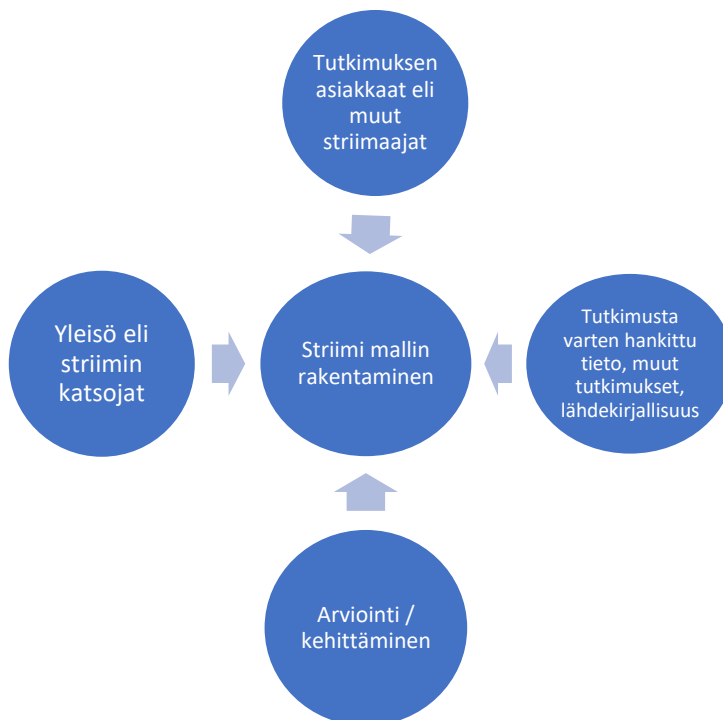 Tutkimuksen
asiakkaat eli
muut
striimaajat
Yleisö eli
striimin
katsojat
Striimi mallin
rakentaminen
Tutkimusta
varten hankittu
tieto, muut
tutkimukset,
lähdekirjallisuus
Arviointi /
kehittäminen